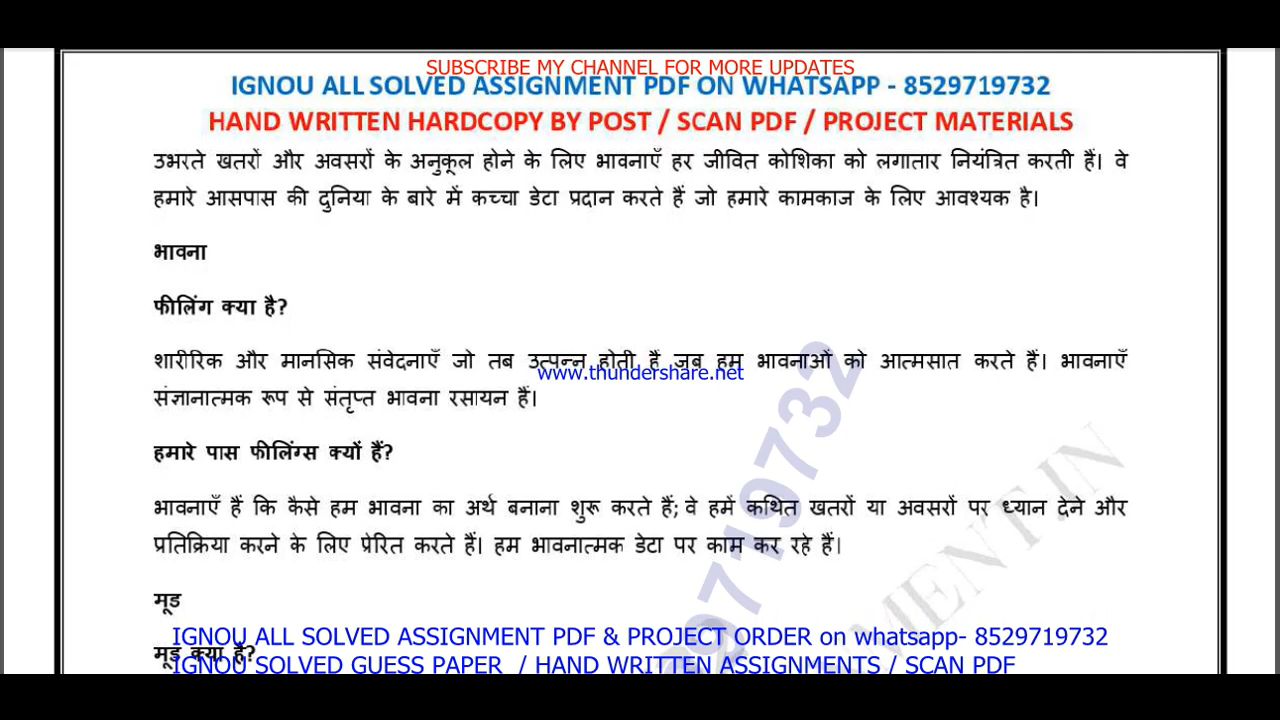 SUBSCRIBE MY CHANNEL FOR MORE UPDATES
IGNOU ALL SOLVED ASSIGNMENT PDF ON WHATSAPP - 8529719732
HAND WRITTEN HARDCOPY BY POST / SCAN PDF / PROJECT MATERIALS
उभरते खतरों और अवसरों के अनुकूल होने के लिए भावनाएँ हर जीवित कोशिका को लगातार नियंत्रित करती हैं। वे
हमारे आसपास की दुनिया के बारे में कच्चा डेटा प्रदान करते हैं जो हमारे कामकाज के लिए आवश्यक है।
भावना
फीलिंग क्या है?
शारीरिक और मानसिक संवेदनाएँ जो तब उत्पन्न होती हैं जब हम भावनाओं को आत्मसात करते हैं। भावनाएँ
www.thundershare.net
संज्ञानात्मक रूप से संतृप्त भावना रसायन हैं।
हमारे पास फीलिंग्स क्यों हैं?
भावनाएँ हैं कि कैसे हम भावना का अर्थ बनाना शुरू करते हैं; वे हमें कथित खतरों या अवसरों पर ध्यान देने और
प्रतिक्रिया करने के लिए प्रेरित करते हैं। हम भावनात्मक डेटा पर काम कर रहे हैं।
मूड
IGNOU ALL SOLVED ASSIGNMENT PDF & PROJECT ORDER on whatsapp- 8529719732
मूड क्या है?
IGNOU SOLVED GUESS PAPER / HAND WRITTEN ASSIGNMENTS / SCAN PDF
29719732
MENT.IN